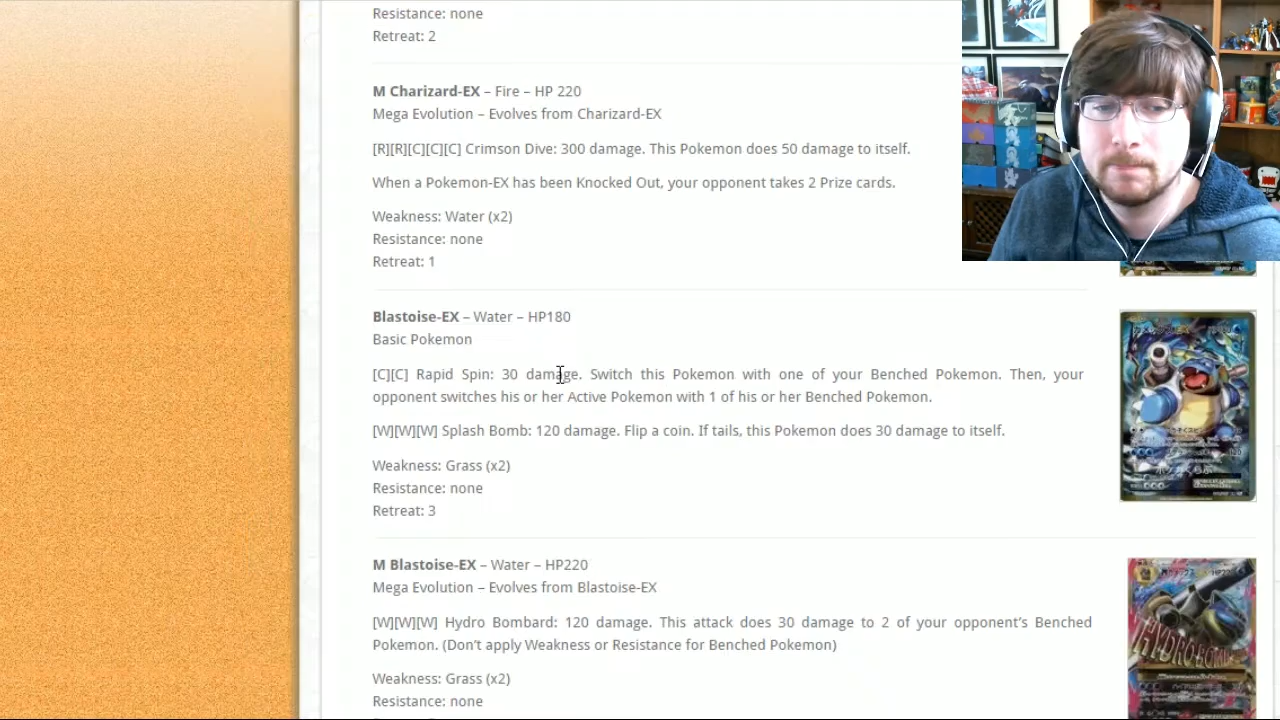 Resistance: none
Retreat: 2
M Charizard-EX – Fire – HP 220
Mega Evolution – Evolves from Charizard-EX
[R][R][C][C][C] Crimson Dive: 300 damage. This Pokemon does 50 damage to itself.
When a Pokemon-EX has been Knocked Out, your opponent takes 2 Prize cards.
Weakness: Water (x2)
Resistance: none
Retreat: 1
Blastoise-EX – Water – HP180
Basic Pokemon
[C][C] Rapid Spin: 30 damage. Switch this Pokemon with one of your Benched Pokemon. Then, your
opponent switches his or her Active Pokemon with 1 of his or her Benched Pokemon.
[W][W][W] Splash Bomb: 120 damage. Flip a coin. If tails, this Pokemon does 30 damage to itself.
Weakness: Grass (x2)
Resistance: none
Retreat: 3
M Blastoise-EX – Water – HP220
Mega Evolution – Evolves from Blastoise-EX
[W][W][W] Hydro Bombard: 120 damage. This attack does 30 damage to 2 of your opponent's Benched
Pokemon. (Don't apply Weakness or Resistance for Benched Pokemon)
Weakness: Grass (x2)
Resistance: none